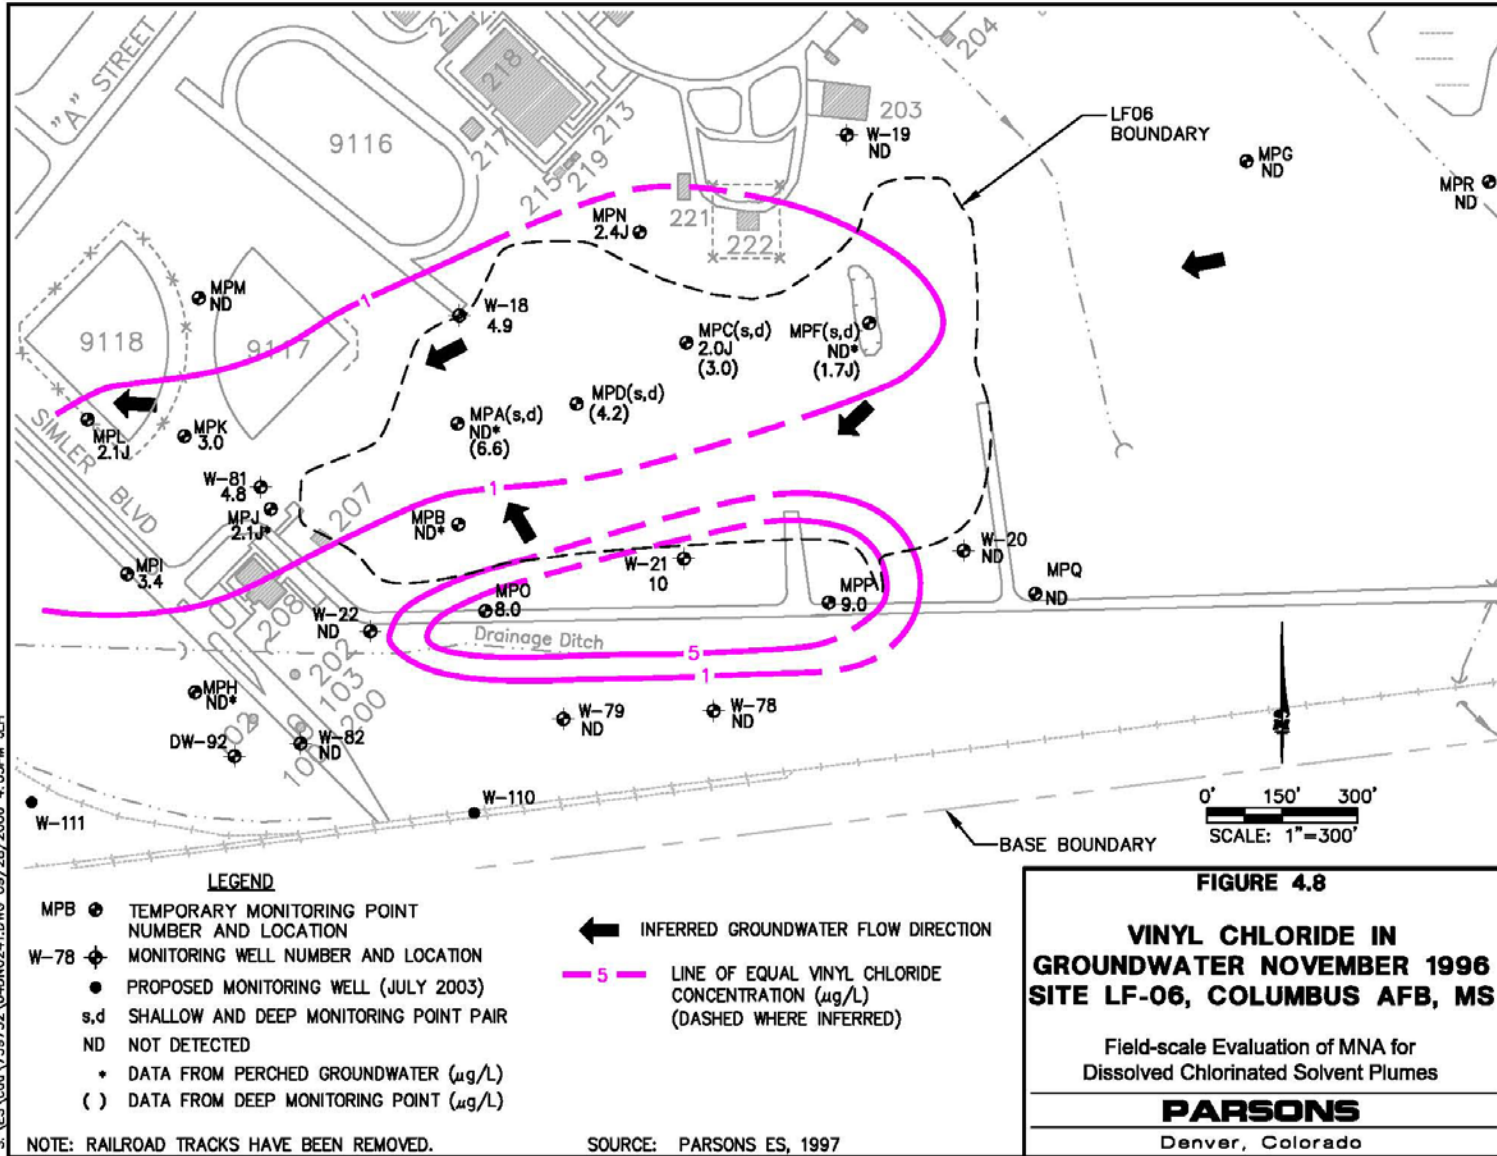 "A" STREET
218
213
217
219
215
9116
203
204
W-19
ND
LF06
BOUNDARY
MPG
ND
MPR
ND
MPN
2.4J
221
222
MPM
ND
1
W-18
4.9
9118
9117
MPC(s,d)
2.0J
(3.0)
MPF(s,d)
ND*
(1.7J)
MPD(s,d)
(4.2)
MPA(s,d)
ND*
(6.6)
MPL
2.1J
MPK
3.0
SIMLER BLVD
W-81
4.8
MPJ
2.1J*
207
1
MPB
ND*
W-21
10
W-20
ND
MPI
3.4
MPO
8.0
MPP
9.0
MPQ
ND
208
W-22
ND
Drainage Ditch
5
1
202
103
200
MPH
ND*
W-79
ND
W-78
ND
DW-92
W-82
ND
W-111
W-110
BASE BOUNDARY
0' 150' 300'
SCALE: 1"=300'
LEGEND
MPB TEMPORARY MONITORING POINT
NUMBER AND LOCATION
W-78 MONITORING WELL NUMBER AND LOCATION
PROPOSED MONITORING WELL (JULY 2003)
s,d SHALLOW AND DEEP MONITORING POINT PAIR
ND NOT DETECTED
* DATA FROM PERCHED GROUNDWATER (µg/L)
( ) DATA FROM DEEP MONITORING POINT (µg/L)
INFERRED GROUNDWATER FLOW DIRECTION
5 LINE OF EQUAL VINYL CHLORIDE
CONCENTRATION (µg/L)
(DASHED WHERE INFERRED)
NOTE: RAILROAD TRACKS HAVE BEEN REMOVED.
SOURCE: PARSONS ES, 1997
FIGURE 4.8
VINYL CHLORIDE IN
GROUNDWATER NOVEMBER 1996
SITE LF-06, COLUMBUS AFB, MS
Field-scale Evaluation of MNA for
Dissolved Chlorinated Solvent Plumes
PARSONS
Denver, Colorado